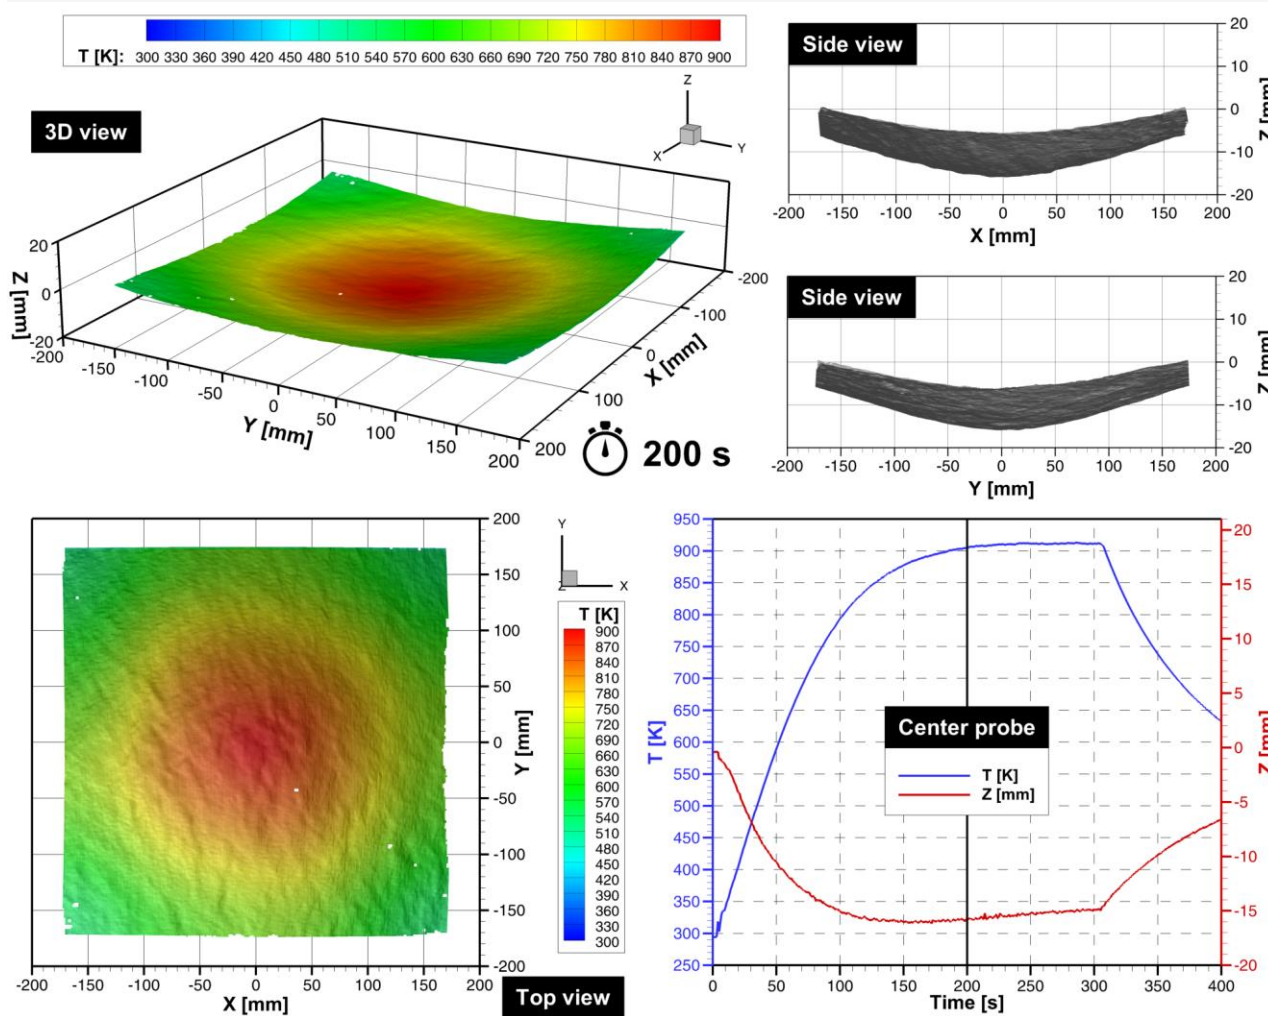 T [K]: 300 330 360 390 420 450 480 510 540 570 600 630 660 690 720 750 780 810 840 870 900
3D view
Z
X
Y
20
0
-20
Z [mm]
-200
-150
-100
-50
0
50
100
150
200
Y [mm]
200
100
0
-100
-200
X [mm]
200 s
Side view
20
10
0
-10
-20
Z [mm]
-200 -150 -100 -50 0 50 100 150 200
X [mm]
Side view
20
10
0
-10
-20
Z [mm]
-200 -150 -100 -50 0 50 100 150 200
Y [mm]
200
150
100
50
0
-50
-100
-150
-200
Y [mm]
-200 -150 -100 -50 0 50 100 150 200
X [mm]
Y
Z
X
T [K]
900
870
840
810
780
750
720
690
660
630
600
570
540
510
480
450
420
390
360
330
300
Top view
950
900
850
800
750
700
650
600
550
500
450
400
350
300
250
T [K]
Center probe
T [K]
Z [mm]
20
15
10
5
0
-5
-10
-15
-20
Z [mm]
0 50 100 150 200 250 300 350 400
Time [s]